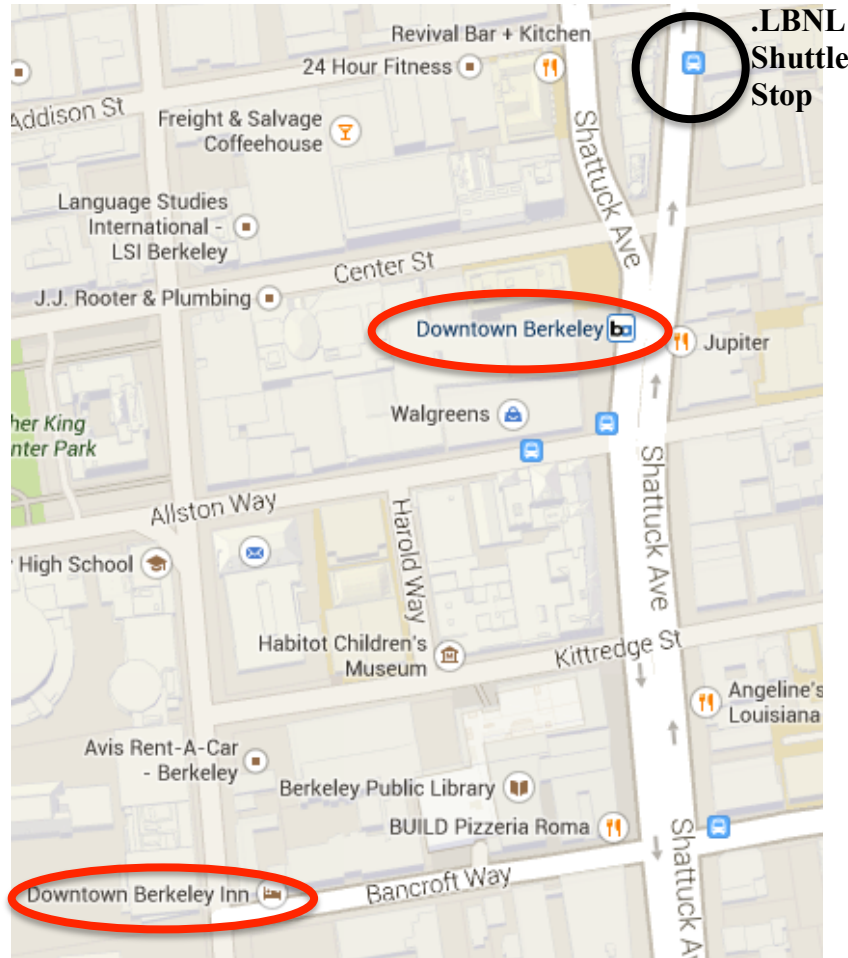 .LBNL
Shuttle
Stop
Revival Bar + Kitchen
24 Hour Fitness
Addison St
Freight & Salvage
Coffeehouse
Shattuck Ave
Language Studies
International -
LSI Berkeley
Center St
J.J. Rooter & Plumbing
Downtown Berkeley
ba
Jupiter
her King
nter Park
Walgreens
Shattuck Ave
Allston Way
Harold Way
High School
Habitot Children's
Museum
Kittredge St
Angeline's
Louisiana
Avis Rent-A-Car
- Berkeley
Berkeley Public Library
BUILD Pizzeria Roma
Shattuck Av
Downtown Berkeley Inn
Bancroft Way